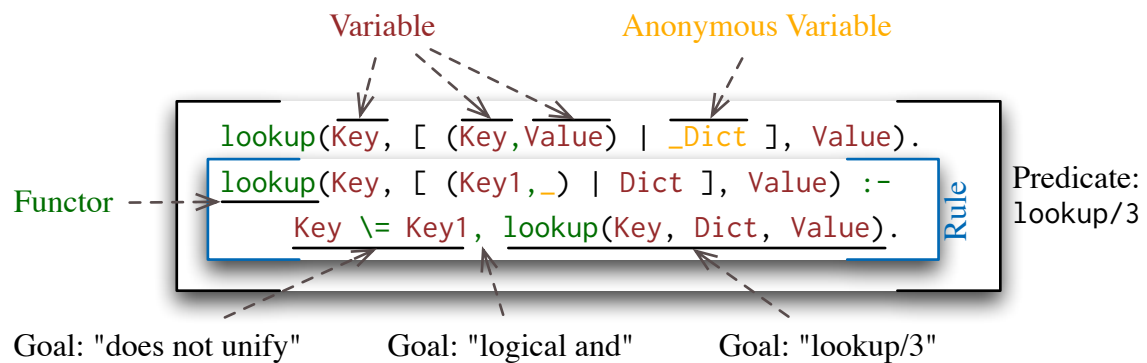 Variable Anonymous Variable
lookup(Key, [ (Key,Value) | _Dict ], Value).
lookup(Key, [ (Key1,_) | Dict ], Value) :-
Key \= Key1, lookup(Key, Dict, Value).
Functor
Rule
Predicate:
lookup/3
Goal: "does not unify" Goal: "logical and" Goal: "lookup/3"